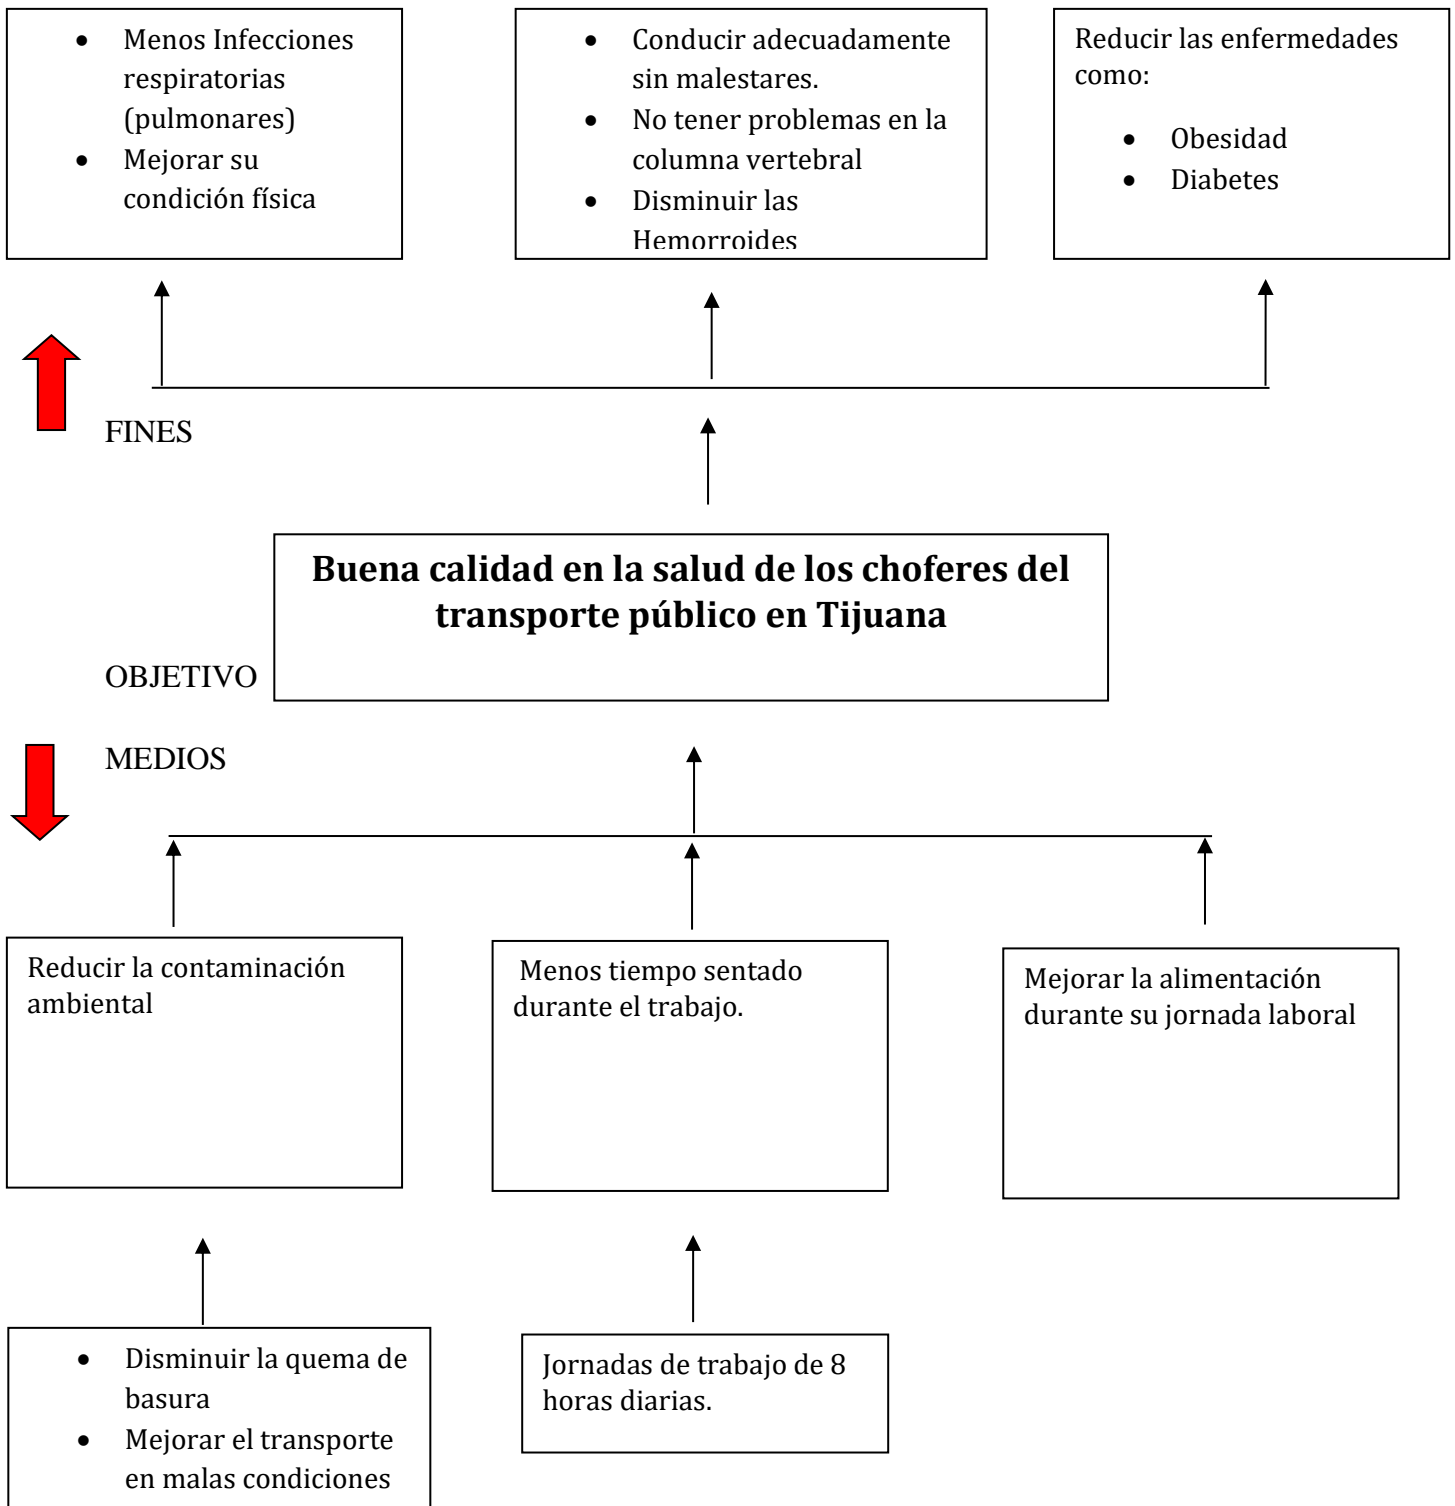 • Menos Infecciones
respiratorias
(pulmonares)
• Mejorar su
condición física
• Conducir adecuadamente
sin malestares.
• No tener problemas en la
columna vertebral
• Disminuir las
Hemorroides
Reducir las enfermedades
como:
• Obesidad
• Diabetes
FINES
Buena calidad en la salud de los choferes del
transporte público en Tijuana
OBJETIVO
MEDIOS
Reducir la contaminación
ambiental
Menos tiempo sentado
durante el trabajo.
Mejorar la alimentación
durante su jornada laboral
• Disminuir la quema de
basura
• Mejorar el transporte
en malas condiciones
Jornadas de trabajo de 8
horas diarias.